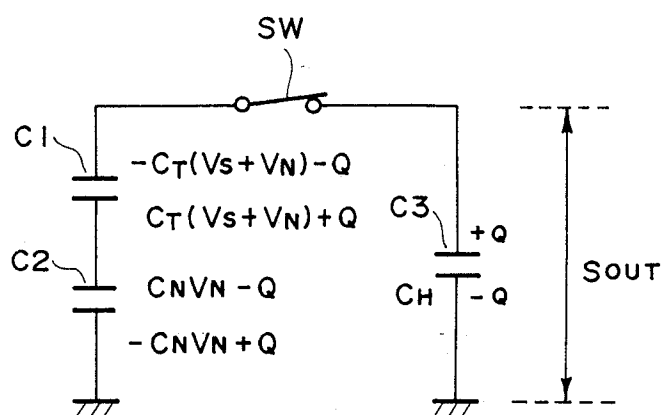 SW
C1
-CT(VS+VN)-Q
CT(VS+VN)+Q
C2
CNVN-Q
-CNVN+Q
C3
+Q
CH
-Q
SOUT